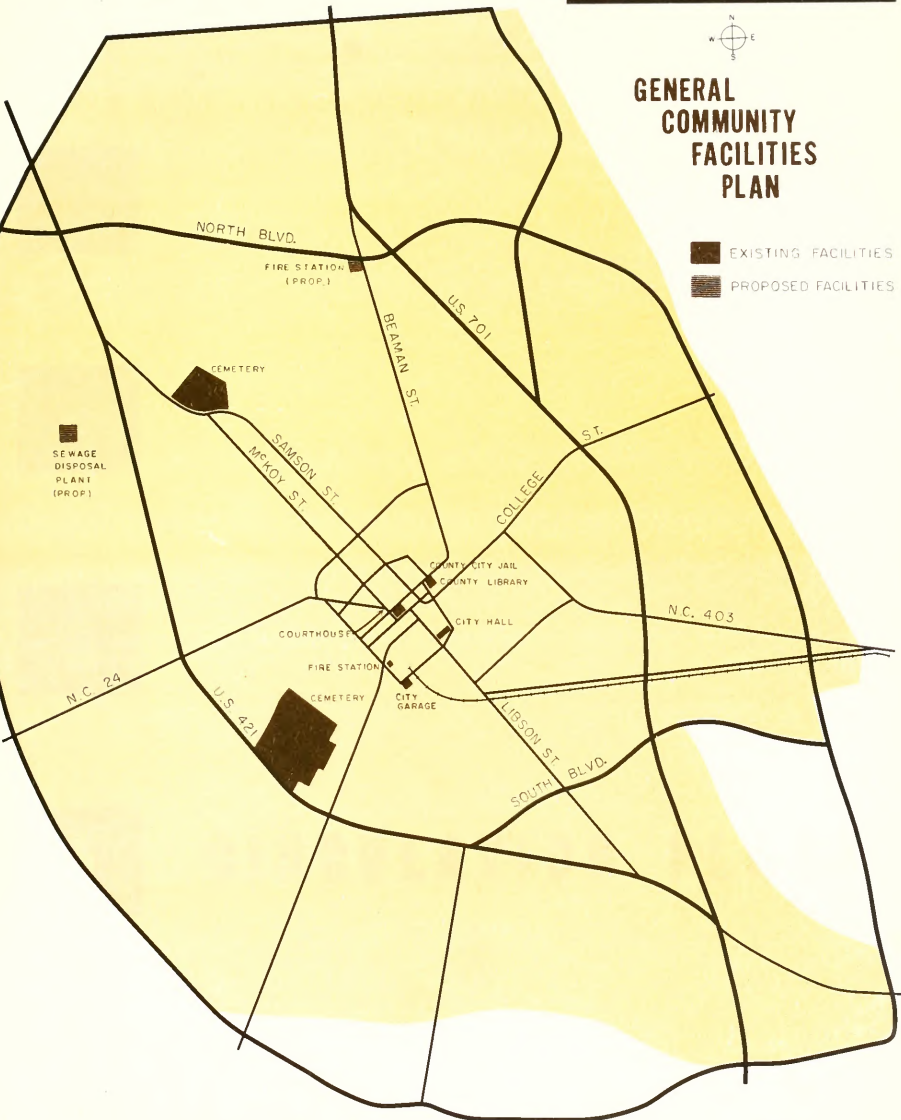 N
W E
S
GENERAL
COMMUNITY
FACILITIES
PLAN
EXISTING FACILITIES
PROPOSED FACILITIES
NORTH BLVD.
FIRE STATION
(PROP.)
BEAMAN ST.
U.S. 701
CEMETERY
SAMSON ST.
McKOY ST.
SEWAGE
DISPOSAL
PLANT
(PROP)
COLLEGE ST.
COUNTY CITY JAIL
COUNTY LIBRARY
N.C. 403
CITY HALL
COURTHOUSE
FIRE STATION
CITY
GARAGE
N.C. 24
U.S. 421
CEMETERY
LIBSON ST.
SOUTH BLVD.